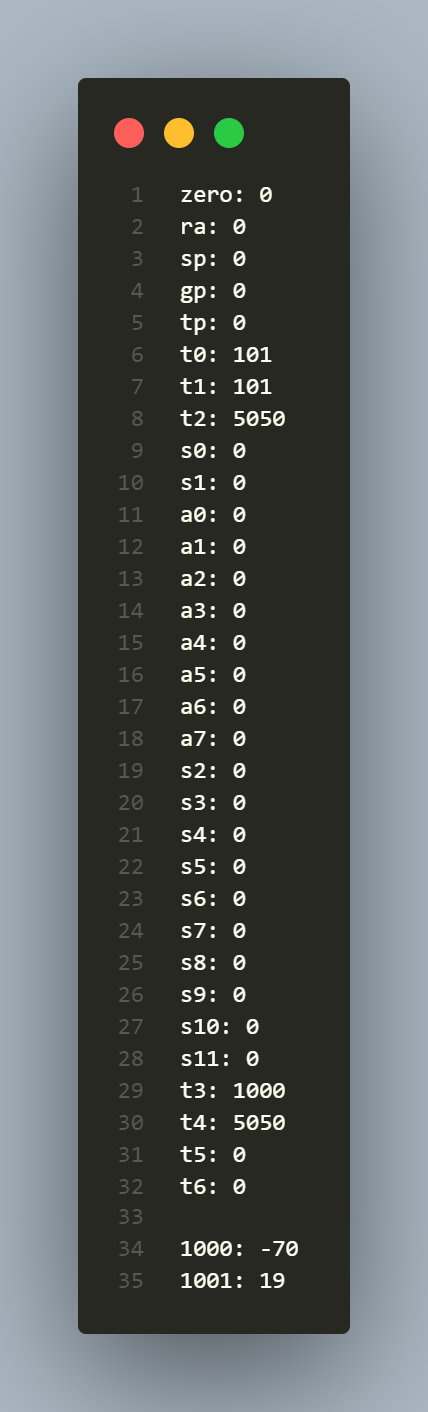 1 zero: 0
2 ra: 0
3 sp: 0
4 gp: 0
5 tp: 0
6 t0: 101
7 t1: 101
8 t2: 5050
9 s0: 0
10 s1: 0
11 a0: 0
12 a1: 0
13 a2: 0
14 a3: 0
15 a4: 0
16 a5: 0
17 a6: 0
18 a7: 0
19 s2: 0
20 s3: 0
21 s4: 0
22 s5: 0
23 s6: 0
24 s7: 0
25 s8: 0
26 s9: 0
27 s10: 0
28 s11: 0
29 t3: 1000
30 t4: 5050
31 t5: 0
32 t6: 0
33
34 1000: -70
35 1001: 19